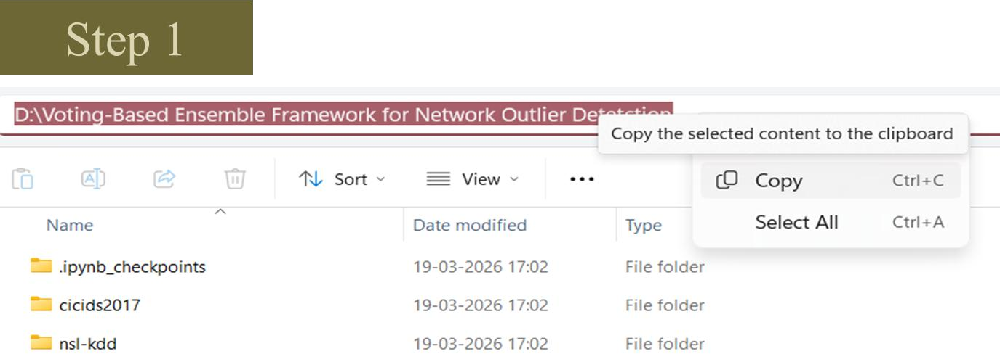 Step 1
D:\Voting-Based Ensemble Framework for Network Outlier Detetction
Copy the selected content to the clipboard
Sort View •••
Copy Ctrl+C
Select All Ctrl+A
Name Date modified Type
.ipynb_checkpoints 19-03-2026 17:02 File folder
cicids2017 19-03-2026 17:02 File folder
nsl-kdd 19-03-2026 17:02 File folder